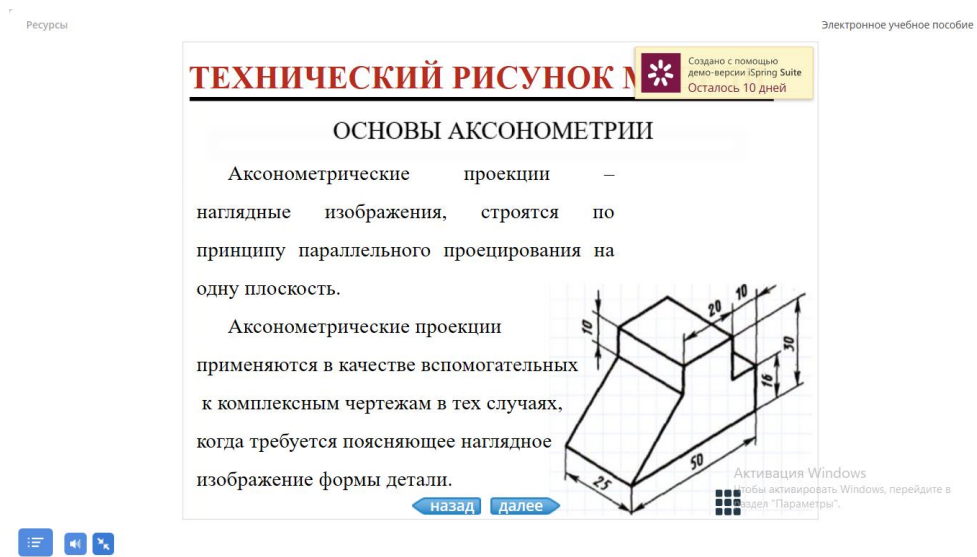 Ресурсы
Электронное учебное пособие
ТЕХНИЧЕСКИЙ РИСУНОК
Создано с помощью
демо-версии iSpring Suite
Осталось 10 дней
ОСНОВЫ АКСОНОМЕТРИИ
Аксонометрические проекции –
наглядные изображения, строятся по
принципу параллельного проецирования на
одну плоскость.
Аксонометрические проекции
применяются в качестве вспомогательных
к комплексным чертежам в тех случаях,
когда требуется поясняющее наглядное
изображение формы детали.
10
20
10
30
16
50
25
назад
далее
Активация Windows
Чтобы активировать Windows, перейдите в
раздел "Параметры".